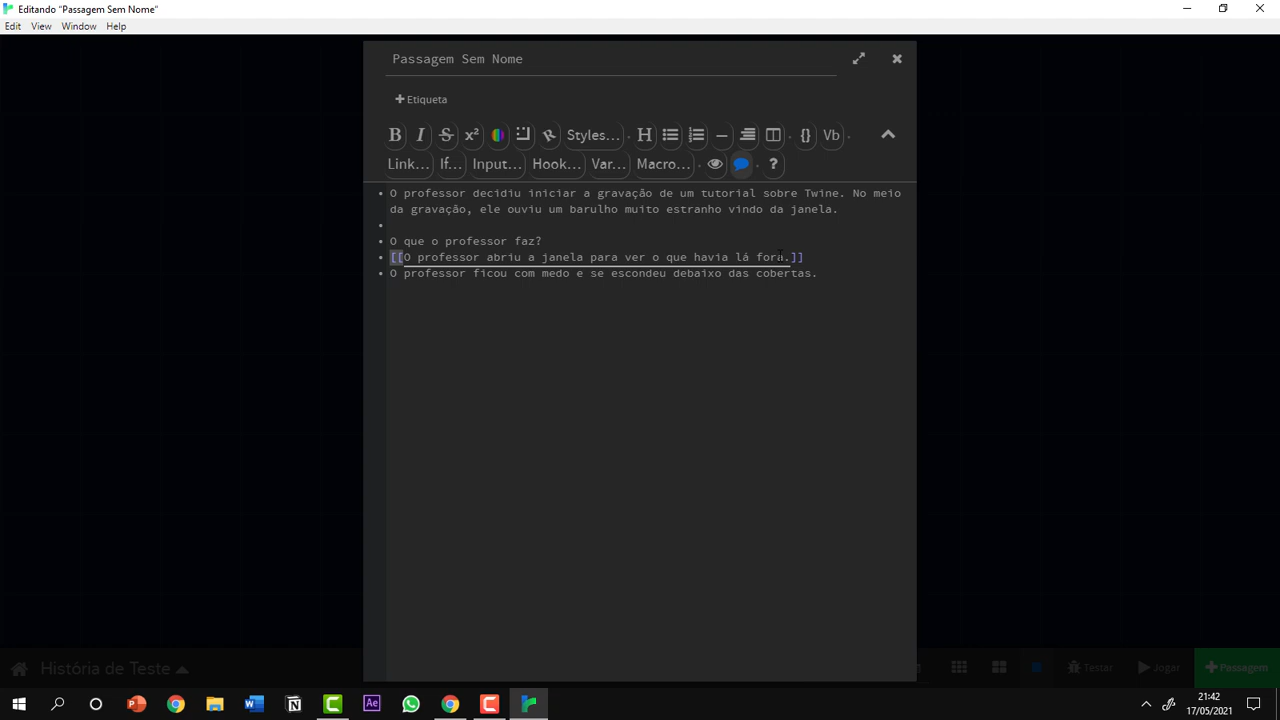 Editando "Passagem Sem Nome"
Edit View Window Help
Passagem Sem Nome
Etiqueta
B I S x² Styles... H {} Vb
Link... If... Input... Hook... Var... Macro... ?
O professor decidiu iniciar a gravação de um tutorial sobre Twine. No meio
da gravação, ele ouviu um barulho muito estranho vindo da janela.
O que o professor faz?
[[O professor abriu a janela para ver o que havia lá fora.]]
O professor ficou com medo e se escondeu debaixo das cobertas.
História de Teste Testar Jogar Passagem
21:42
17/05/2021